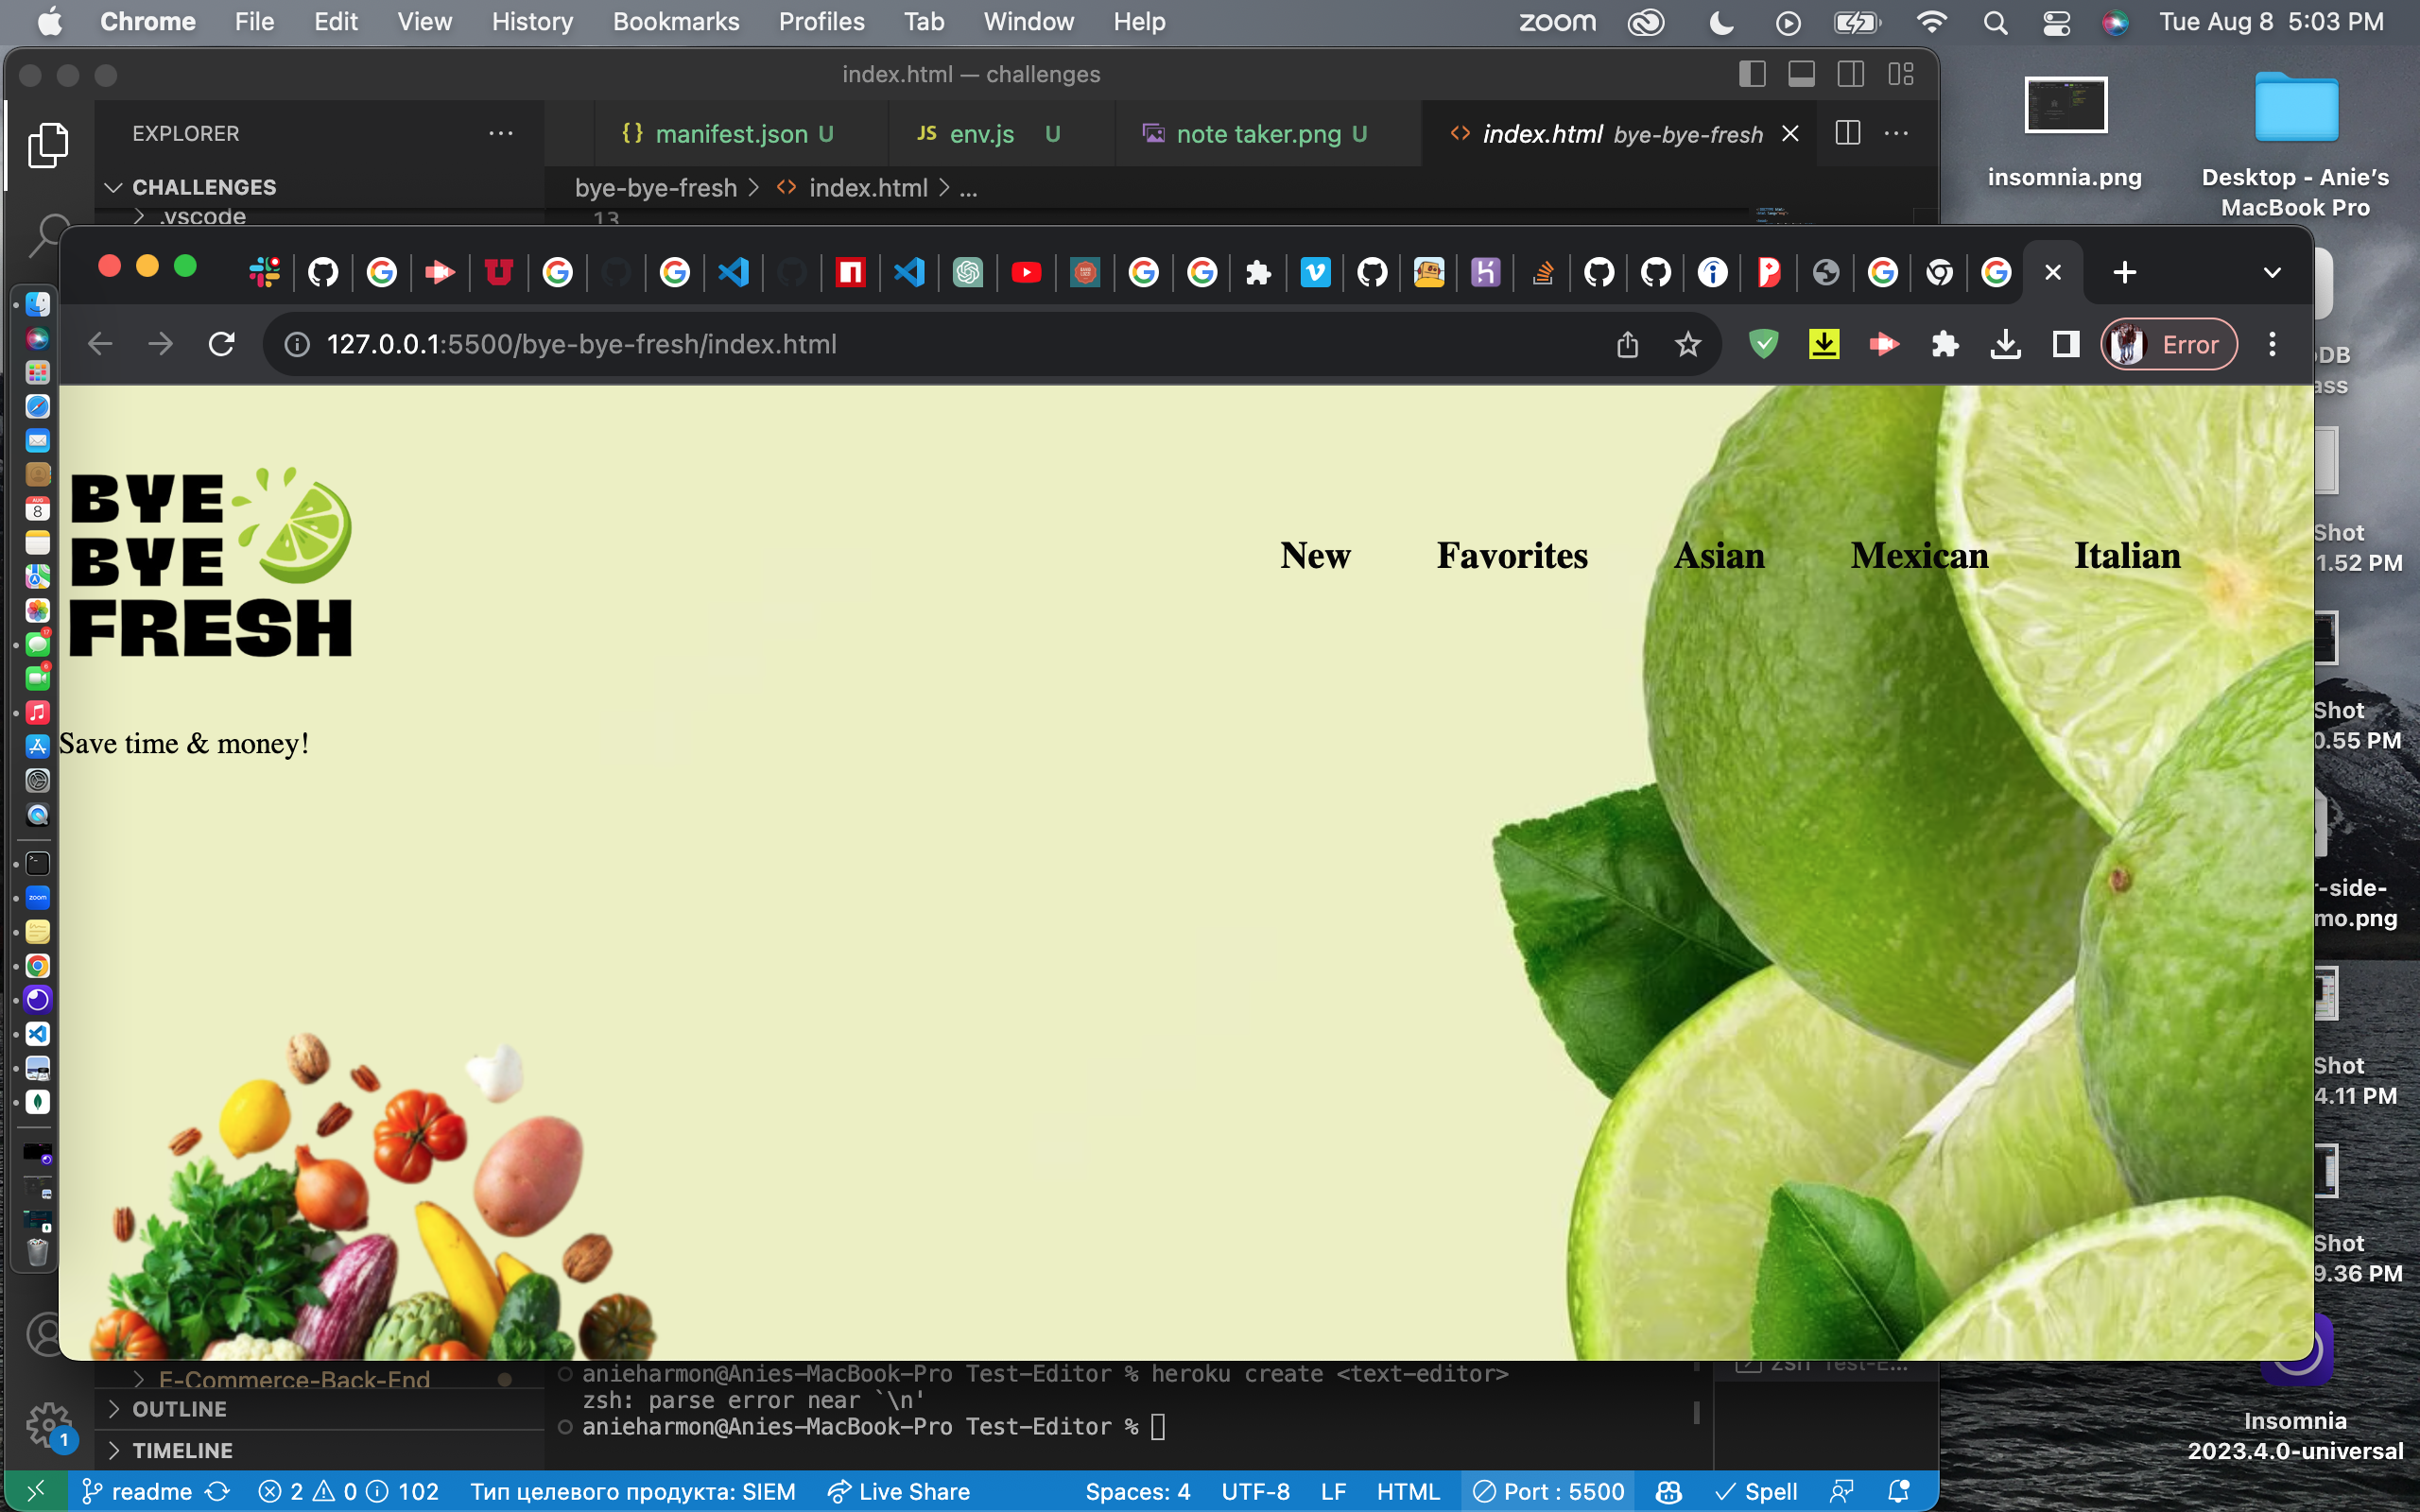 Chrome File Edit View History Bookmarks Profiles Tab Window Help zoom Tue Aug 8 5:03 PM
index.html — challenges
EXPLORER
{} manifest.json U JS env.js U note taker.png U <> index.html bye-bye-fresh
CHALLENGES
bye-bye-fresh > <> index.html > ...
.vscode
13
insomnia.png
Desktop - Anie's
MacBook Pro
127.0.0.1:5500/bye-bye-fresh/index.html
Error
BYE
BYE
FRESH
New Favorites Asian Mexican Italian
Save time & money!
DB
ass
Shot
1.52 PM
Shot
0.55 PM
r-side-
mo.png
Shot
4.11 PM
Shot
9.36 PM
Insomnia
2023.4.0-universal
E-Commerce-Back-End
OUTLINE
TIMELINE
anieharmon@Anies-MacBook-Pro Test-Editor % heroku create <text-editor>
zsh: parse error near `\n'
anieharmon@Anies-MacBook-Pro Test-Editor %
zsh Test-E...
1
readme 2 0 102 Тип целевого продукта: SIEM Live Share Spaces: 4 UTF-8 LF HTML Port : 5500 Spell